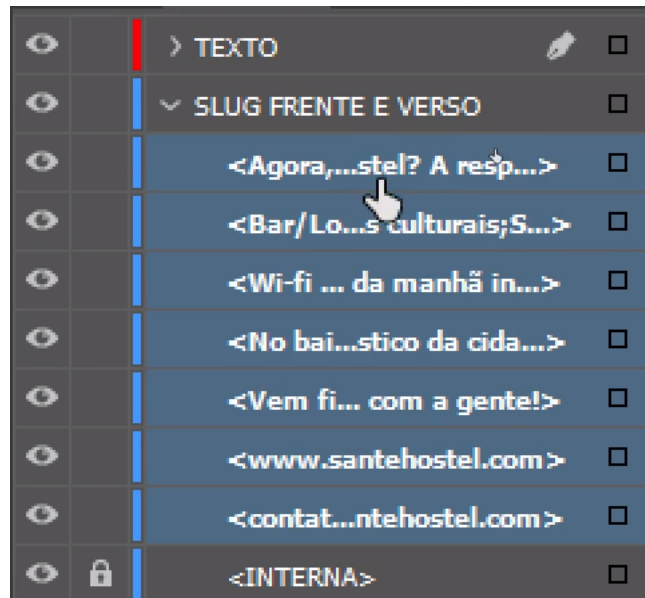 TEXTO
SLUG FRENTE E VERSO
<Agora,...stel? A resp...>
<Bar/Lo...s culturais;S...>
<Wi-fi ... da manhã in...>
<No bai...stico da cida...>
<Vem fi... com a gente!>
<www.santehostel.com>
<contat...ntehostel.com>
<INTERNA>